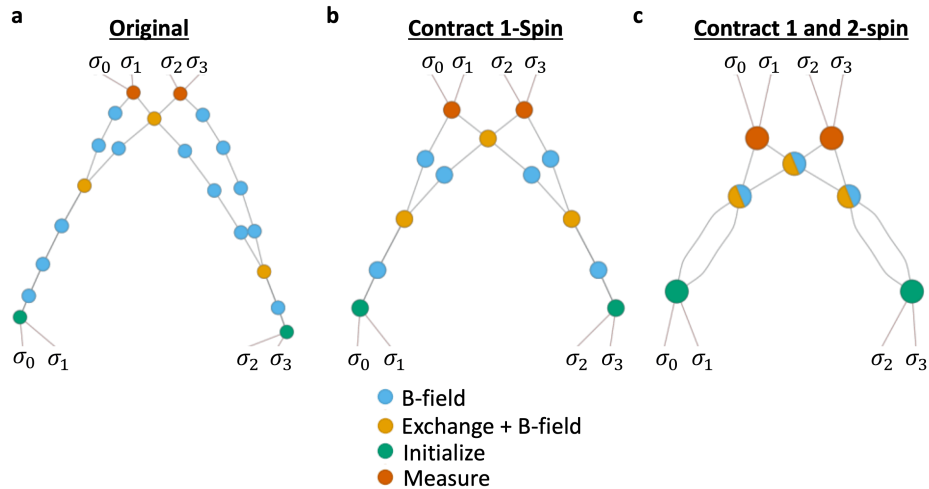 a
Original
σ₀ σ₁ σ₂ σ₃
σ₀ σ₁ σ₂ σ₃
b
Contract 1-Spin
σ₀ σ₁ σ₂ σ₃
σ₀ σ₁ σ₂ σ₃
c
Contract 1 and 2-spin
σ₀ σ₁ σ₂ σ₃
σ₀ σ₁ σ₂ σ₃
B-field
Exchange + B-field
Initialize
Measure